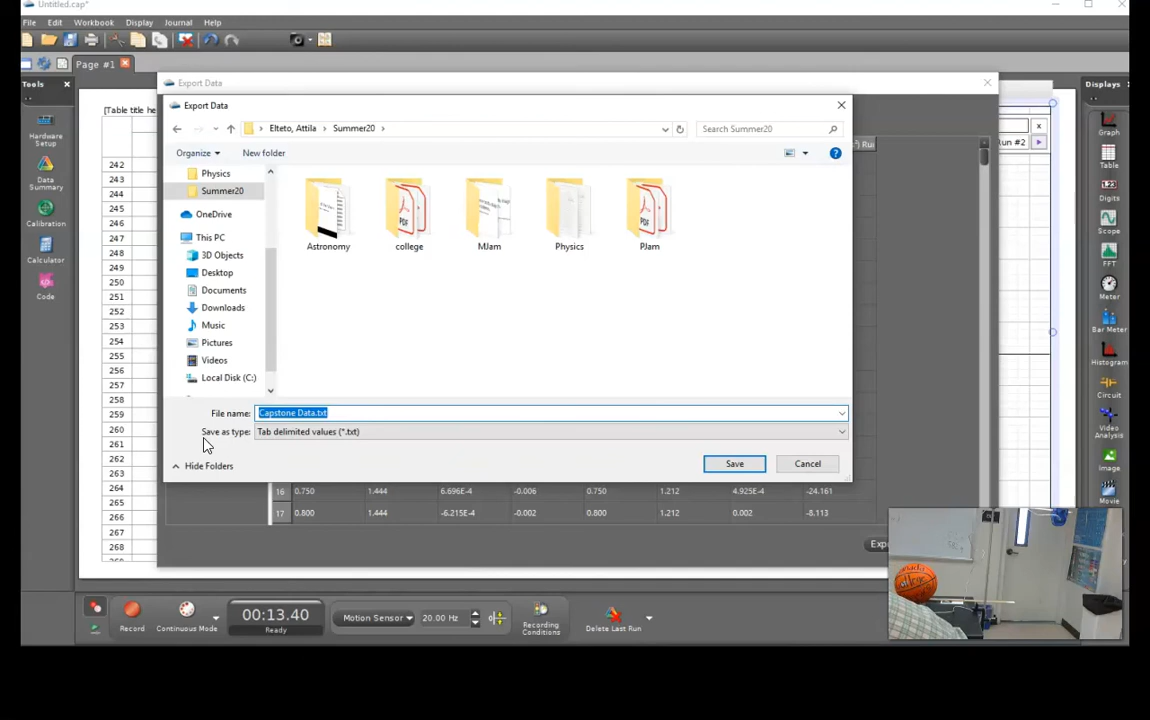 Untitled.cap*
File Edit Workbook Display Journal Help
Page #1
Tools
Displays
Hardware Setup
Data Summary
Calibration
Calculator
Code
[Table title he
242
243
244
245
246
247
248
249
250
251
252
253
254
255
256
257
258
259
260
261
262
263
264
265
266
267
268
Export Data
Export Data
Elteto, Attila > Summer20 >
Search Summer20
Organize
New folder
Physics
Summer20
OneDrive
This PC
3D Objects
Desktop
Documents
Downloads
Music
Pictures
Videos
Local Disk (C:)
Astronomy
college
MJam
Physics
PJam
File name: Capstone Data.txt
Save as type: Tab delimited values (*.txt)
Hide Folders
Save
Cancel
16 0.750 1.444 6.696E-4 -0.006 0.750 1.212 4.925E-4 -24.161
17 0.800 1.444 -6.215E-4 -0.002 0.800 1.212 0.002 -8.113
Run #2
Graph
Table
Digits
Scope
FFT
Meter
Bar Meter
Histogram
Circuit
Video Analysis
Image
Movie
Record
Continuous Mode
00:13.40
Ready
Motion Sensor
20.00 Hz
Recording Conditions
Delete Last Run